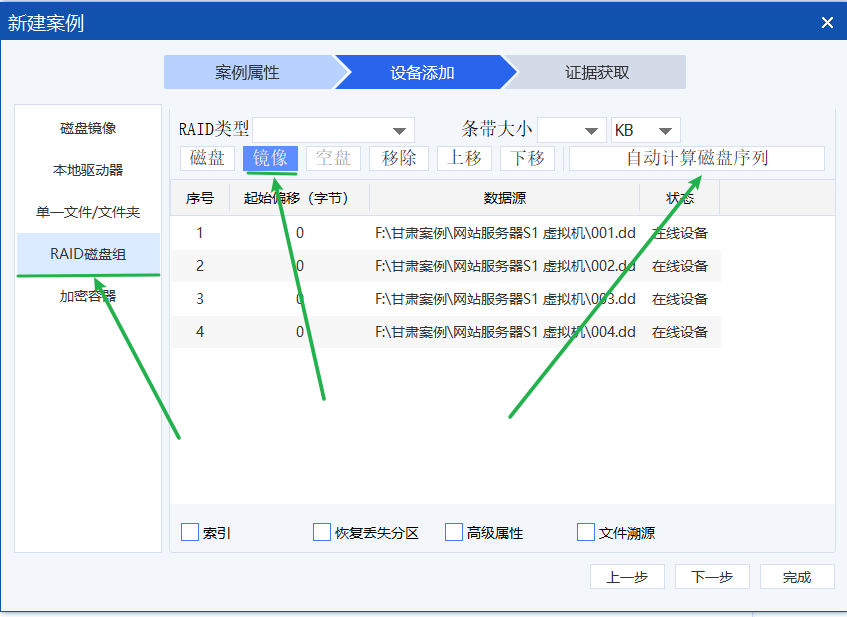 新建案例
案例属性 设备添加 证据获取
磁盘镜像
本地驱动器
单一文件/文件夹
RAID磁盘组
加密容器
RAID类型 条带大小 KB
磁盘 镜像 空盘 移除 上移 下移 自动计算磁盘序列
序号 起始偏移（字节） 数据源 状态
1 0 F:\甘肃案例\网站服务器S1 虚拟机\001.dd 在线设备
2 0 F:\甘肃案例\网站服务器S1 虚拟机\002.dd 在线设备
3 0 F:\甘肃案例\网站服务器S1 虚拟机\003.dd 在线设备
4 0 F:\甘肃案例\网站服务器S1 虚拟机\004.dd 在线设备
索引 恢复丢失分区 高级属性 文件溯源
上一步 下一步 完成